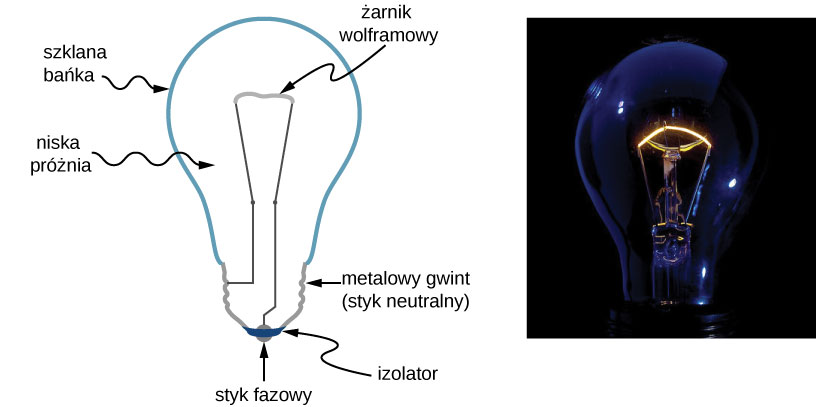 żarnik
wolframowy
szklana
bańka
niska
próżnia
metalowy gwint
(styk neutralny)
izolator
styk fazowy